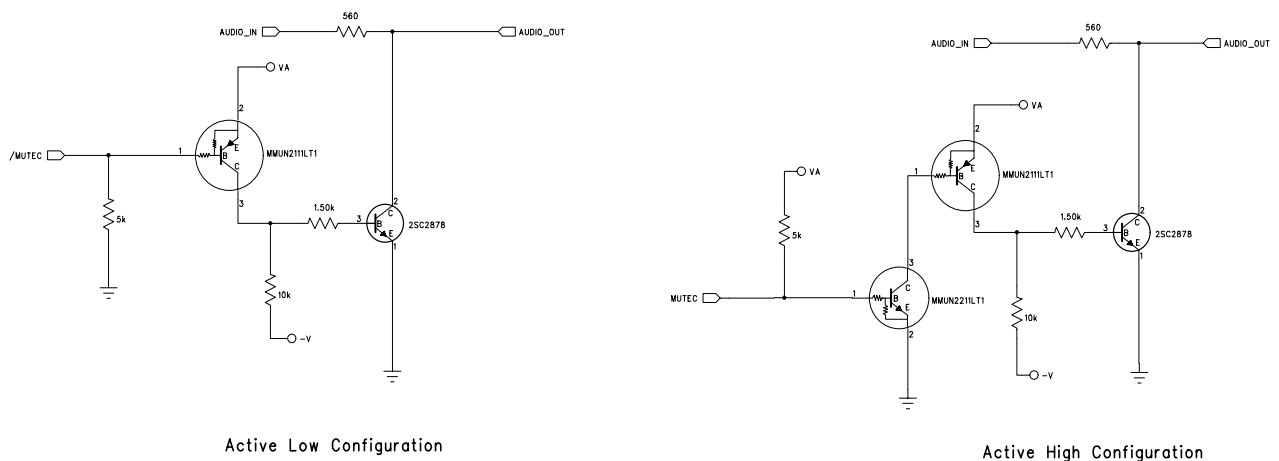 560
AUDIO_IN
AUDIO_OUT
VA
2
E
/MUTEC
1
B
MMUN2111LT1
C
3
5k
1.50k
3
B
2
C
E
1
2SC2878
10k
-V
Active Low Configuration
560
AUDIO_IN
AUDIO_OUT
VA
2
E
1
B
MMUN2111LT1
C
3
VA
5k
1.50k
3
B
2
C
E
1
2SC2878
3
C
MUTEC
1
B
MMUN2211LT1
E
2
10k
-V
Active High Configuration